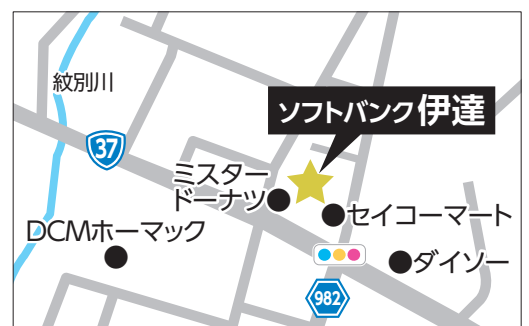 紋別川
ソフトバンク伊達
37
ミスター
ドーナツ
セイコーマート
DCMホーマック
ダイソー
982